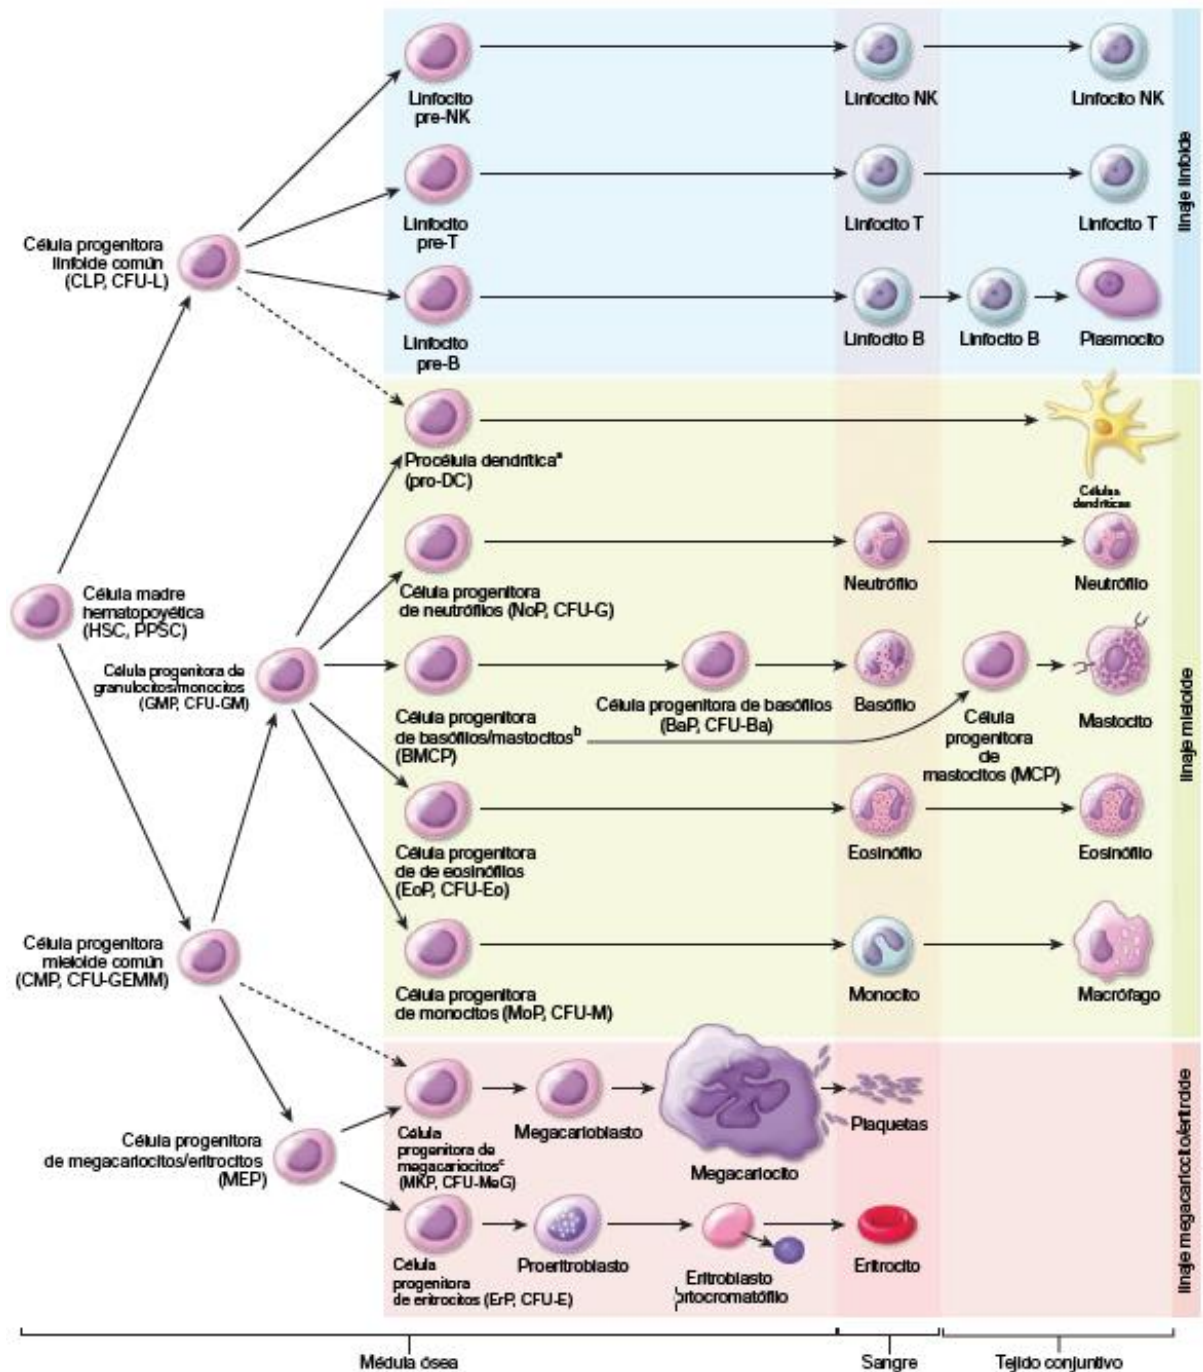 Linfocito
pre-NK
Linfocito NK
Linfocito NK
Linfocito
pre-T
Linfocito T
Linfocito T
Célula progenitora
linfoide común
(CLP, CFU-L)
Linfocito
pre-B
Linfocito B
Linfocito B
Plasmocito
linaje linfoide
Procélula dendrítica a
(pro-DC)
Células
dendríticas
Célula progenitora
de neutrófilos (NoP, CFU-G)
Neutrófilo
Neutrófilo
Célula madre
hematopoyética
(HSC, PPSC)
Célula progenitora de
granulocitos/monocitos
(GMP, CFU-GM)
Célula progenitora
de basófilos/mastocitos b
(BMCP)
Célula progenitora de basófilos
(BaP, CFU-Ba)
Basófilo
Célula
progenitora
de
mastocitos (MCP)
Mastocito
linaje mieloide
Célula progenitora
de de eosinófilos
(EoP, CFU-Eo)
Eosinófilo
Eosinófilo
Célula progenitora
mieloide común
(CMP, CFU-GEMM)
Célula progenitora
de monocitos (MoP, CFU-M)
Monocito
Macrófago
Célula progenitora
de megacariocitos/eritrocitos
(MEP)
Célula
progenitora de
megacariocitos c
(MKP, CFU-MeG)
Megacarioblasto
Megacariocito
Plaquetas
Célula
progenitora
de eritrocitos (ErP, CFU-E)
Proeritroblasto
Eritroblasto
ortocromatófilo
Eritrocito
linaje megacariocito/eritroide
Médula ósea
Sangre
Tejido conjuntivo